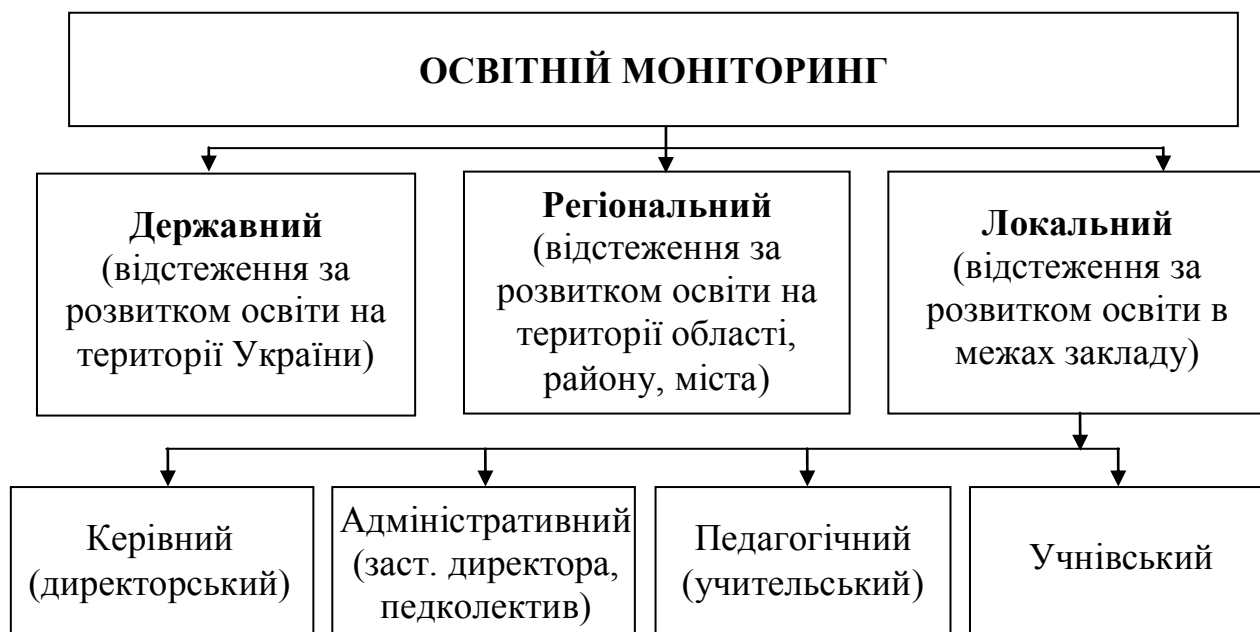 ОСВІТНІЙ МОНІТОРИНГ
Державний
(відстеження за
розвитком освіти на
території України)
Регіональний
(відстеження за
розвитком освіти на
території області,
району, міста)
Локальний
(відстеження за
розвитком освіти в
межах закладу)
Керівний
(директорський)
Адміністративний
(заст. директора,
педколектив)
Педагогічний
(учительський)
Учнівський